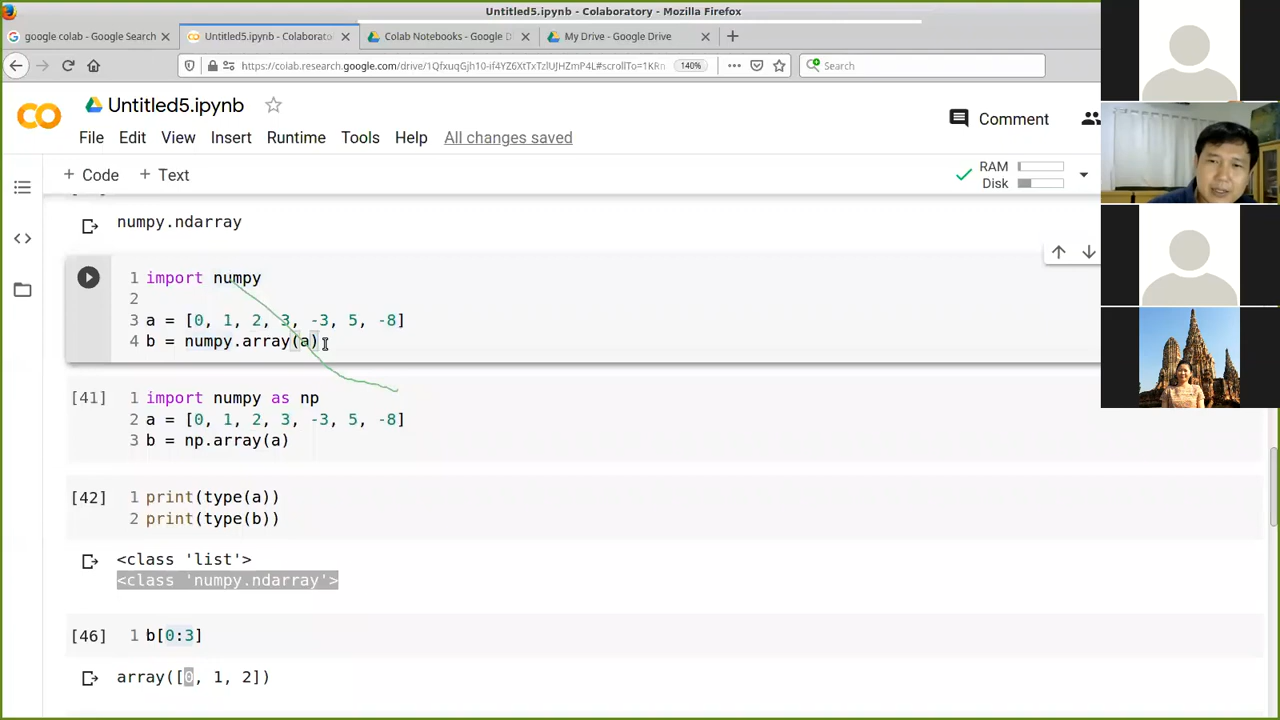 Untitled5.ipynb - Colaboratory - Mozilla Firefox
google colab - Google Search
Untitled5.ipynb - Colaborato
Colab Notebooks - Google D
My Drive - Google Drive
https://colab.research.google.com/drive/1QfxuqGjh10-if4YZ6XtTxTzlUJHZmP4L#scrollTo=1KRn
140%
Search
CO
Untitled5.ipynb
Comment
File Edit View Insert Runtime Tools Help All changes saved
+ Code + Text
RAM
Disk
numpy.ndarray
1 import numpy
2
3 a = [0, 1, 2, 3, -3, 5, -8]
4 b = numpy.array(a)
[41] 1 import numpy as np
2 a = [0, 1, 2, 3, -3, 5, -8]
3 b = np.array(a)
[42] 1 print(type(a))
2 print(type(b))
<class 'list'>
<class 'numpy.ndarray'>
[46] 1 b[0:3]
array([0, 1, 2])